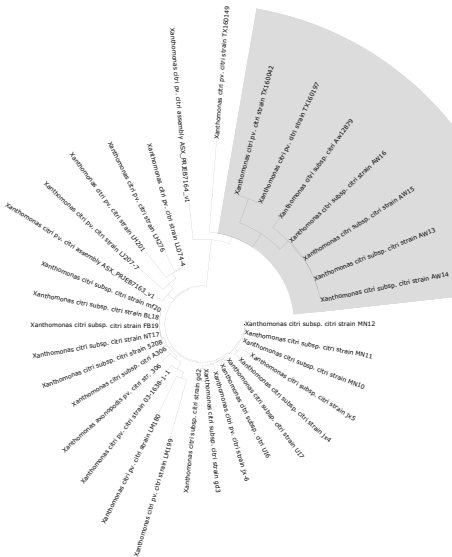 Xanthomonas citri pv. citri strain TX160149
Xanthomonas citri pv. citri strain TX160042
Xanthomonas citri pv. citri strain TX160197
Xanthomonas citri subsp. citri Aw12879
Xanthomonas citri subsp. citri strain AW16
Xanthomonas citri subsp. citri strain AW15
Xanthomonas citri subsp. citri strain AW13
Xanthomonas citri subsp. citri strain AW14
Xanthomonas citri subsp. citri strain MN12
Xanthomonas citri subsp. citri strain MN11
Xanthomonas citri subsp. citri strain MN10
Xanthomonas citri subsp. citri strain jx5
Xanthomonas citri subsp. citri strain jx4
Xanthomonas citri subsp. citri strain UI7
Xanthomonas citri subsp. citri UI6
Xanthomonas citri pv. citri strain jx-6
Xanthomonas citri subsp. citri strain gd3
Xanthomonas citri subsp. citri strain gd2
Xanthomonas citri pv. citri strain LM199
Xanthomonas citri pv. citri strain LM180
Xanthomonas citri pv. citri strain 03-1638-1-1
Xanthomonas axonopodis pv. citri str. 306
Xanthomonas citri subsp. citri A306
Xanthomonas citri subsp. citri strain 5208
Xanthomonas citri subsp. citri strain NT17
Xanthomonas citri subsp. citri strain FB19
Xanthomonas citri subsp. citri strain BL18
Xanthomonas citri subsp. citri strain mf20
Xanthomonas citri pv. citri assembly ASX_PRJEB7163_v1
Xanthomonas citri pv. citri strain LJ207-7
Xanthomonas citri pv. citri strain LH201
Xanthomonas citri pv. citri strain LH276
Xanthomonas citri pv. citri strain LL074-4
Xanthomonas citri pv. citri assembly ASX_PRJEB7164_v1